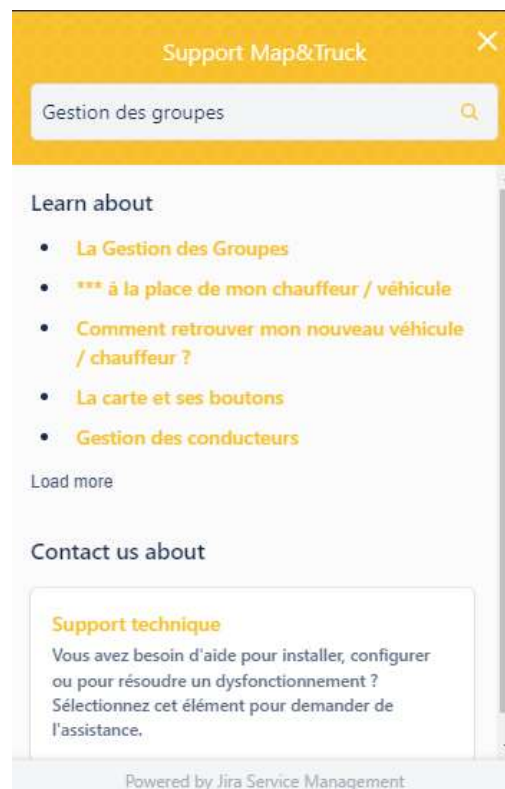 Support Map&Truck
Gestion des groupes
Learn about
La Gestion des Groupes
*** à la place de mon chauffeur / véhicule
Comment retrouver mon nouveau véhicule
/ chauffeur ?
La carte et ses boutons
Gestion des conducteurs
Load more
Contact us about
Support technique
Vous avez besoin d'aide pour installer, configurer
ou pour résoudre un dysfonctionnement ?
Sélectionnez cet élément pour demander de
l'assistance.
Powered by Jira Service Management